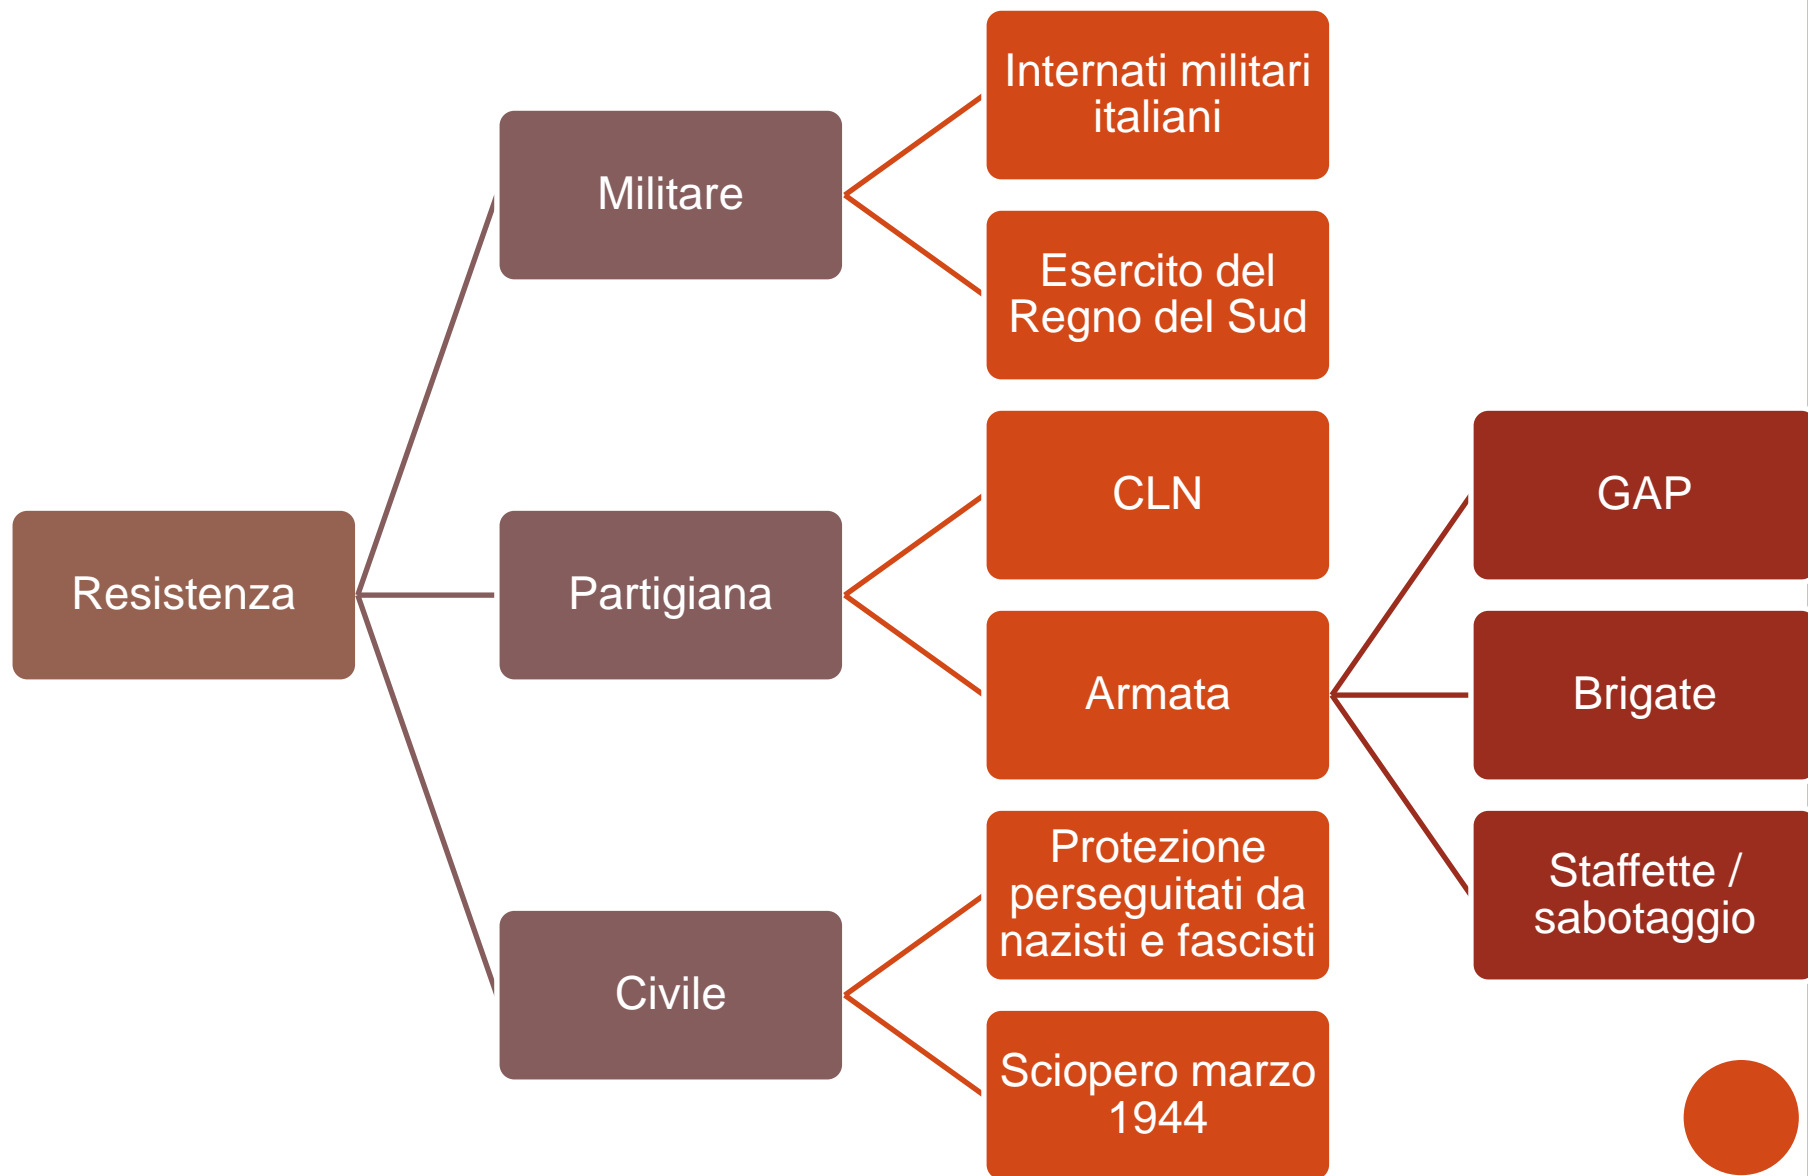 Resistenza
Militare
Internati militari
italiani
Esercito del
Regno del Sud
Partigiana
CLN
Armata
GAP
Brigate
Staffette /
sabotaggio
Civile
Protezione
perseguitati da
nazisti e fascisti
Sciopero marzo
1944